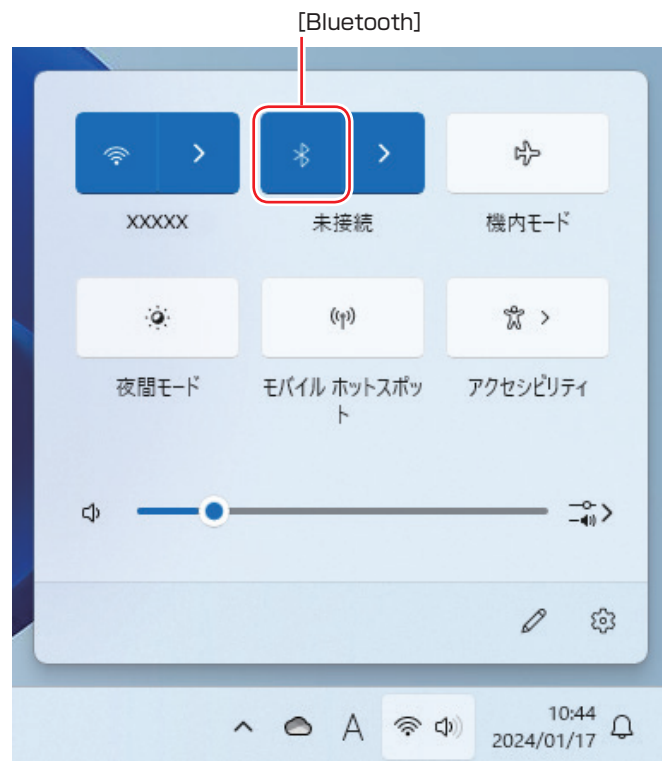 [Bluetooth]
XXXXX
未接続
機内モード
夜間モード
モバイル ホットスポッ
ト
アクセシビリティ
A
10:44
2024/01/17